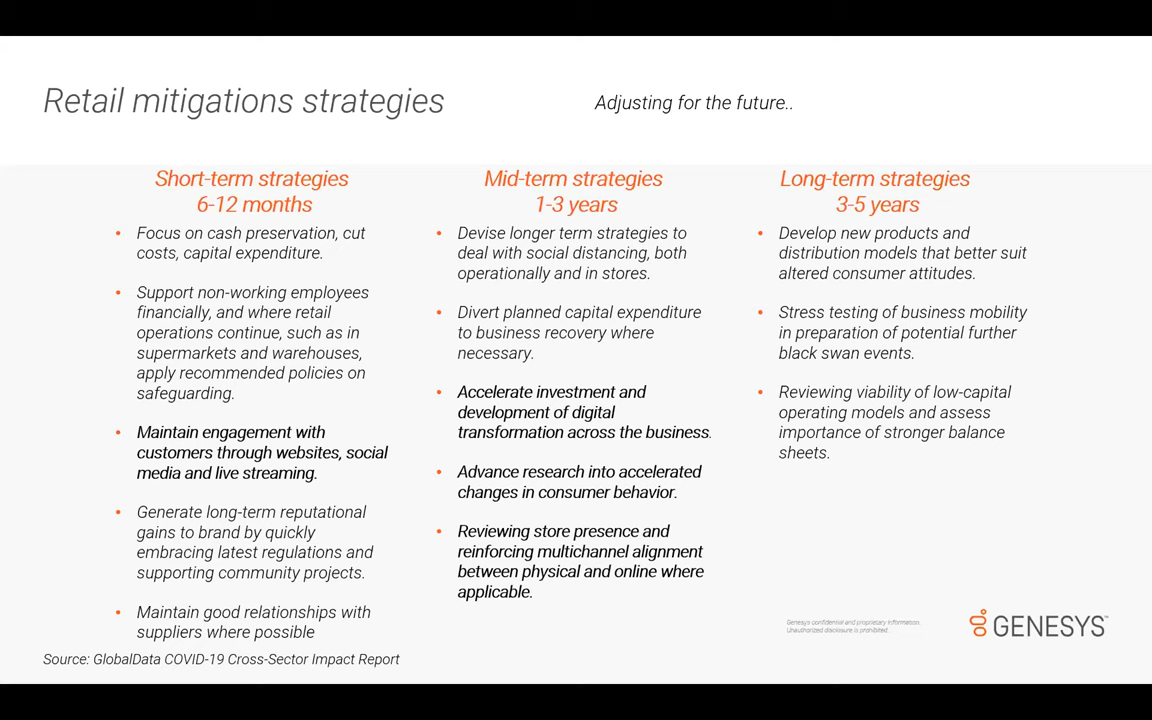 Retail mitigations strategies
Adjusting for the future..
Short-term strategies
6-12 months
• Focus on cash preservation, cut
costs, capital expenditure.
• Support non-working employees
financially, and where retail
operations continue, such as in
supermarkets and warehouses,
apply recommended policies on
safeguarding.
• Maintain engagement with
customers through websites, social
media and live streaming.
• Generate long-term reputational
gains to brand by quickly
embracing latest regulations and
supporting community projects.
• Maintain good relationships with
suppliers where possible
Mid-term strategies
1-3 years
• Devise longer term strategies to
deal with social distancing, both
operationally and in stores.
• Divert planned capital expenditure
to business recovery where
necessary.
• Accelerate investment and
development of digital
transformation across the business.
• Advance research into accelerated
changes in consumer behavior.
• Reviewing store presence and
reinforcing multichannel alignment
between physical and online where
applicable.
Long-term strategies
3-5 years
• Develop new products and
distribution models that better suit
altered consumer attitudes.
• Stress testing of business mobility
in preparation of potential further
black swan events.
• Reviewing viability of low-capital
operating models and assess
importance of stronger balance
sheets.
Genesys confidential and proprietary information.
Unauthorized disclosure is prohibited.
GENESYS™
Source: GlobalData COVID-19 Cross-Sector Impact Report